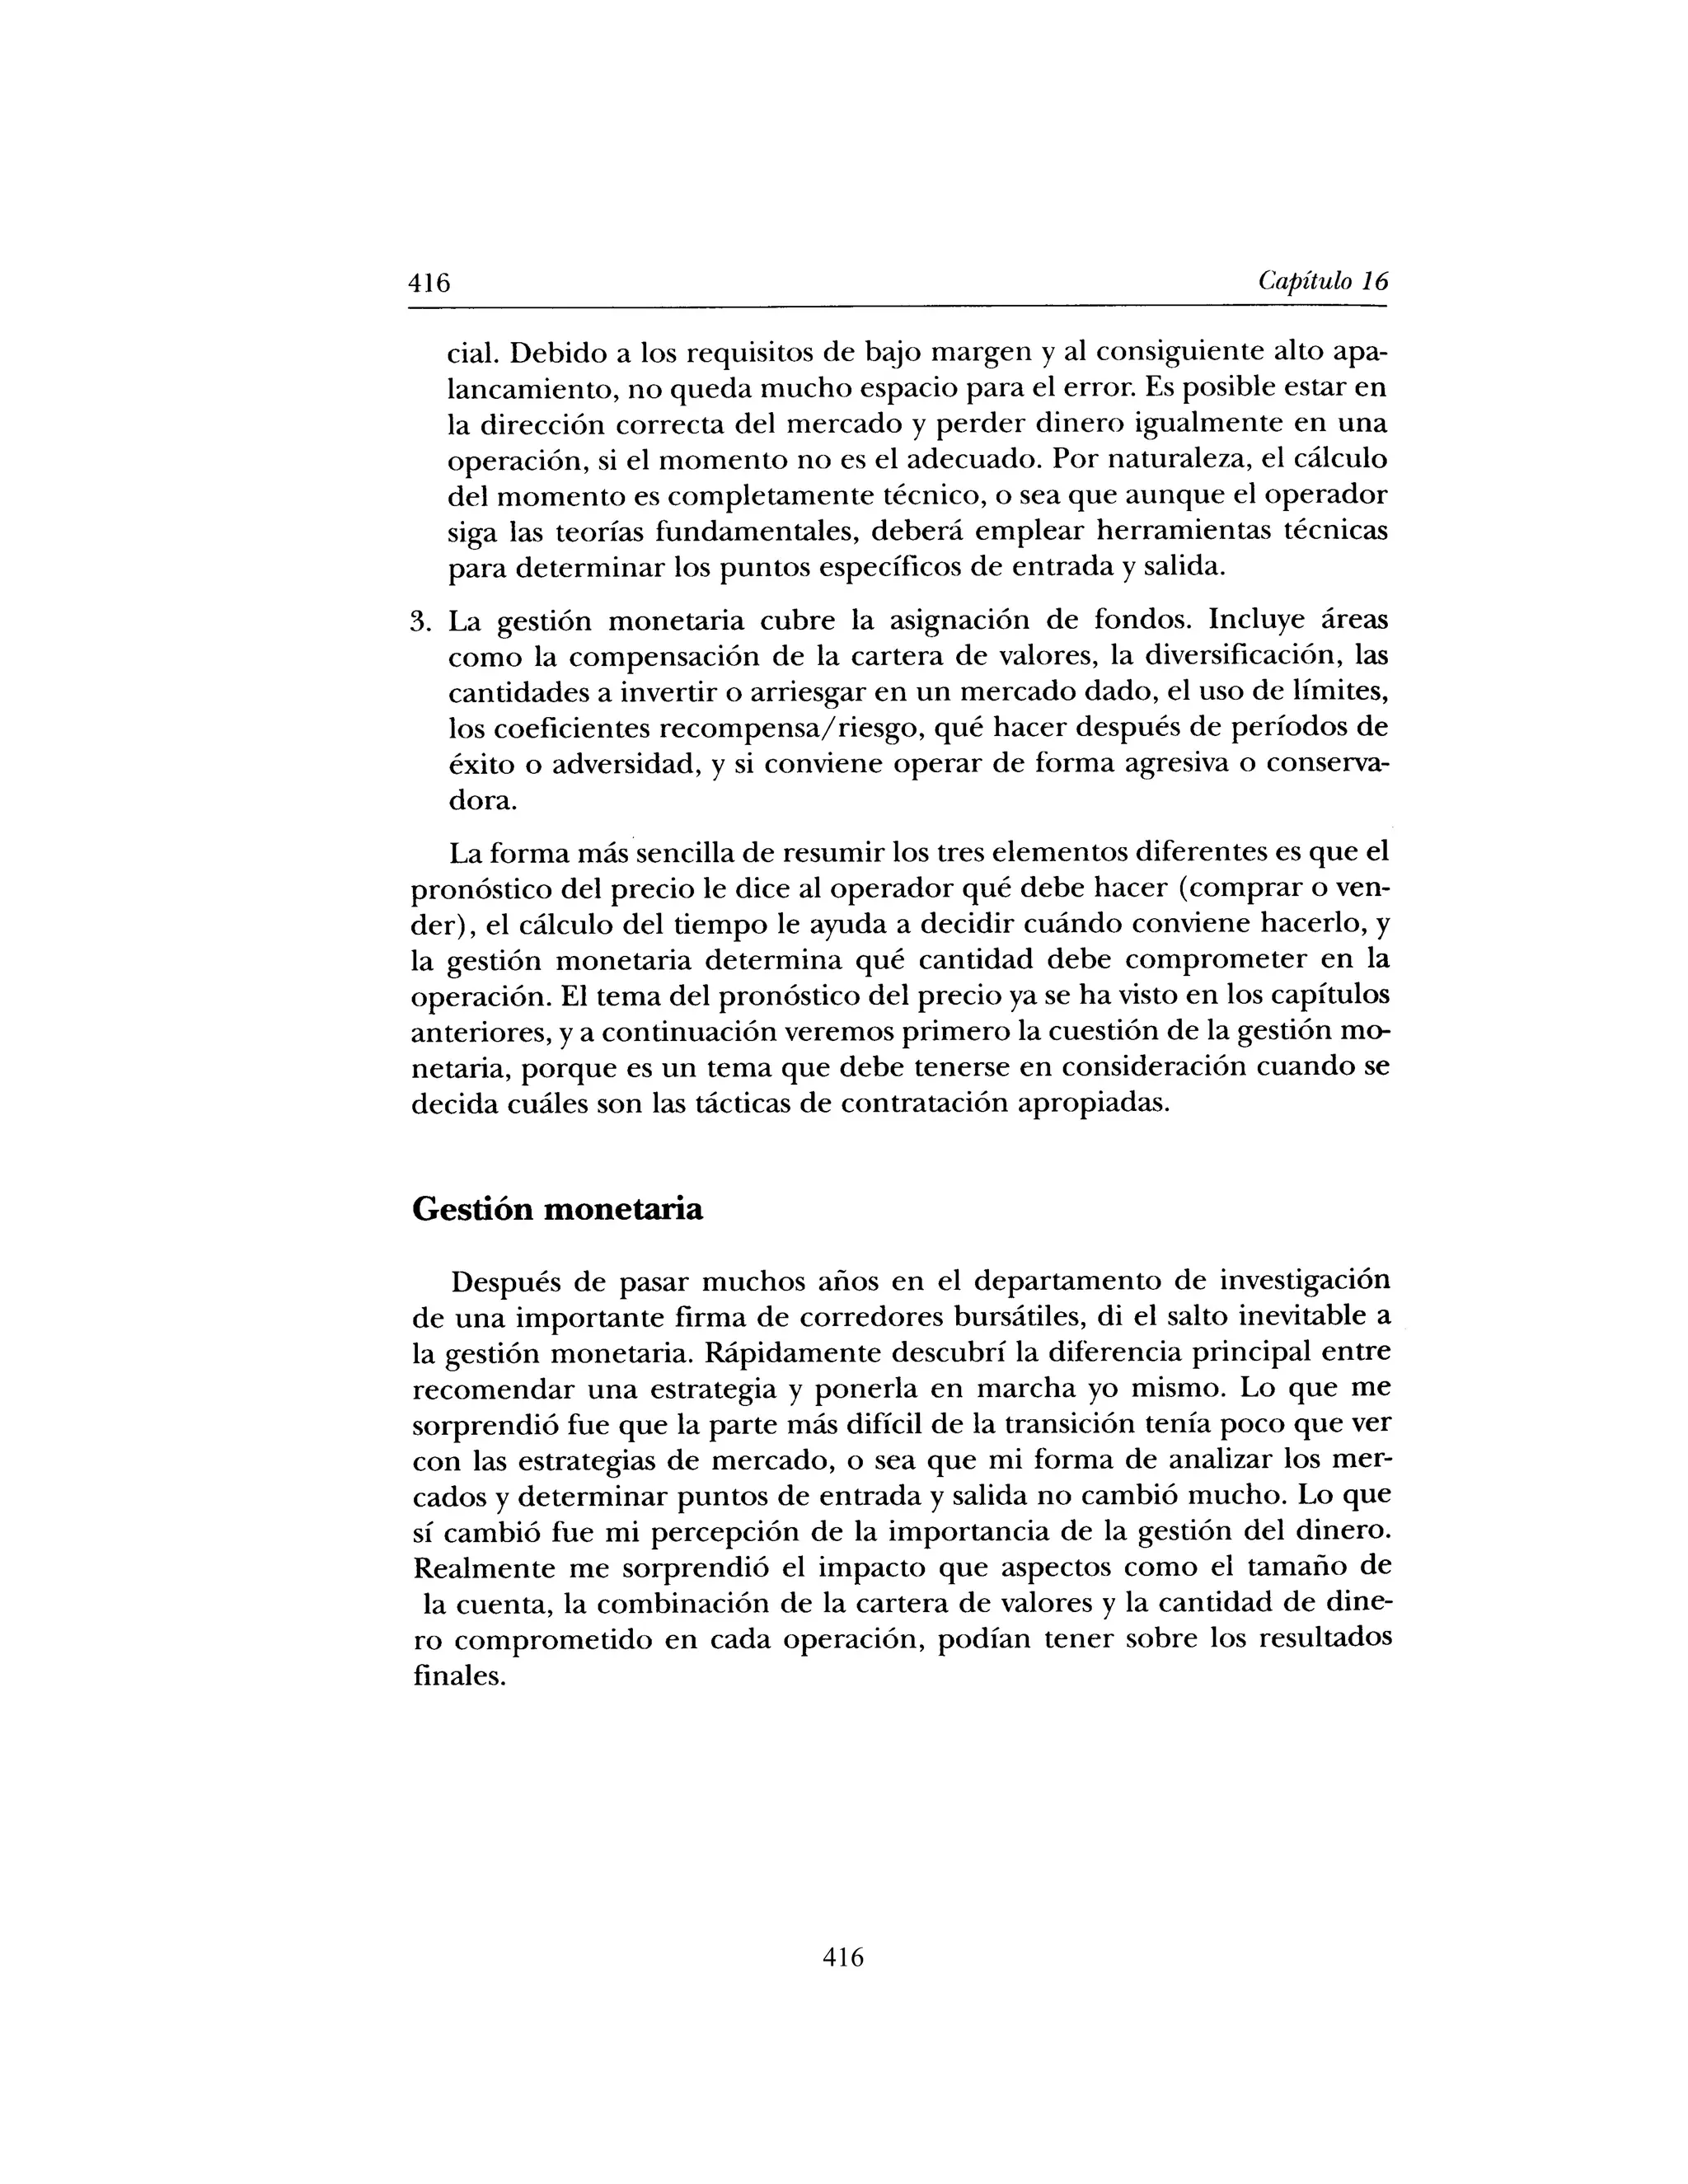 416 Capítulo 16
cial. Debido a los requisitos de bajo margen y al consiguiente alto apa-
lancamiento, no queda mucho espacio para el error. Es posible estar en
la dirección correcta del mercado y perder dinero igualmente en una
operación, si el momento no es el adecuado. Por naturaleza, el cálculo
del momento es completamente técnico, o sea que aunque el operador
siga las teorías fundamentales, deberá emplear herramientas técnicas
para determinar los puntos específicos de entrada y salida.
3. La gestión monetaria cubre la asignación de fondos. Incluye áreas
como la compensación de la cartera de valores, la diversificación, las
cantidades a invertir o arriesgar en un mercado dado, el uso de límites,
los coeficientes recompensa/riesgo, qué hacer después de períodos de
éxito o adversidad, y si conviene operar de forma agresiva o conserva-
dora.
La forma más sencilla de resumir los tres elementos diferentes es que el
pronóstico del precio le dice al operador qué debe hacer (comprar o ven-
der), el cálculo del tiempo le ayuda a decidir cuándo conviene hacerlo, y
la gestión monetaria determina qué cantidad debe comprometer en la
operación. El tema del pronóstico del precio ya se ha visto en los capítulos
anteriores, y a continuación veremos primero la cuestión de la gestión mo-
netaria, porque es un tema que debe tenerse en consideración cuando se
decida cuáles son las tácticas de contratación apropiadas.
Gestión monetaria
Después de pasar muchos años en el departamento de investigación
de una importante firma de corredores bursátiles, di el salto inevitable a
la gestión monetaria. Rápidamente descubrí la diferencia principal entre
recomendar una estrategia y ponerla en marcha yo mismo. Lo que me
sorprendió fue que la parte más difícil de la transición tenía poco que ver
con las estrategias de mercado, o sea que mi forma de analizar los mer-
cados y determinar puntos de entrada y salida no cambió mucho. Lo que
sí cambió fue mi percepción de la importancia de la gestión del dinero.
Realmente me sorprendió el impacto que aspectos como el tamaño de
la cuenta, la combinación de la cartera de valores y la cantidad de dine-
ro comprometido en cada operación, podían tener sobre los resultados
finales.
416